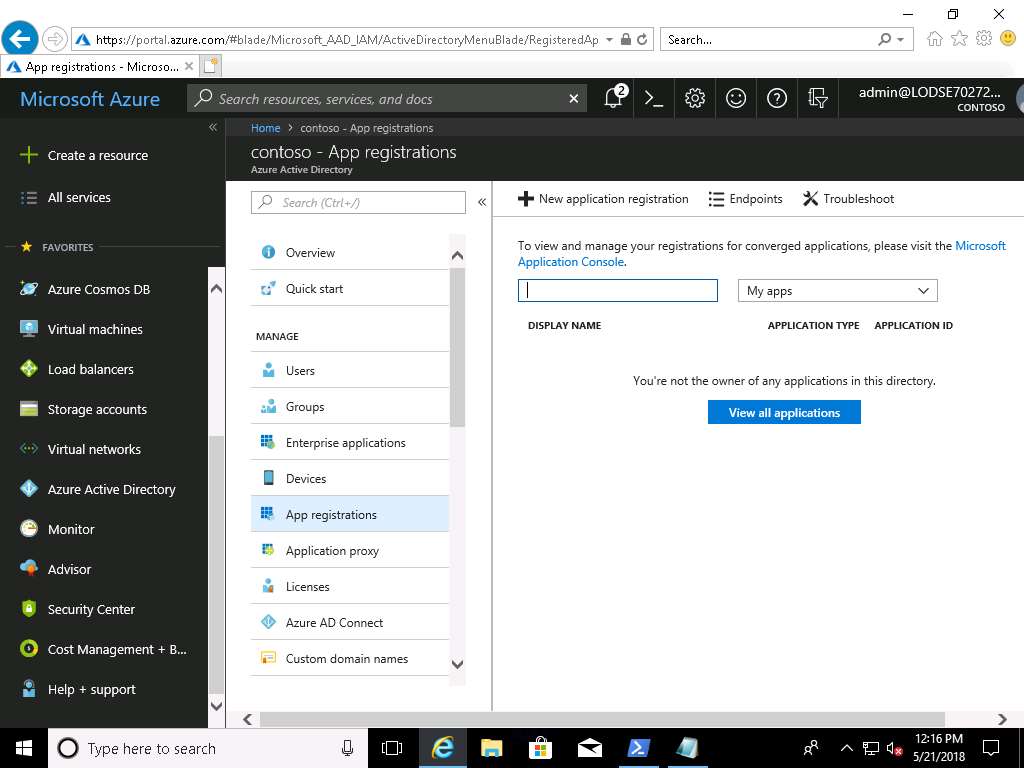 https://portal.azure.com/#blade/Microsoft_AAD_IAM/ActiveDirectoryMenuBlade/RegisteredAp
Search...
App registrations - Microso...
Microsoft Azure
Search resources, services, and docs
2
admin@LODSE70272...
CONTOSO
Home > contoso - App registrations
contoso - App registrations
Azure Active Directory
Create a resource
All services
FAVORITES
Azure Cosmos DB
Virtual machines
Load balancers
Storage accounts
Virtual networks
Azure Active Directory
Monitor
Advisor
Security Center
Cost Management + B...
Help + support
Search (Ctrl+/)
Overview
Quick start
MANAGE
Users
Groups
Enterprise applications
Devices
App registrations
Application proxy
Licenses
Azure AD Connect
Custom domain names
New application registration
Endpoints
Troubleshoot
To view and manage your registrations for converged applications, please visit the Microsoft
Application Console.
My apps
DISPLAY NAME
APPLICATION TYPE
APPLICATION ID
You're not the owner of any applications in this directory.
View all applications
Type here to search
12:16 PM
5/21/2018